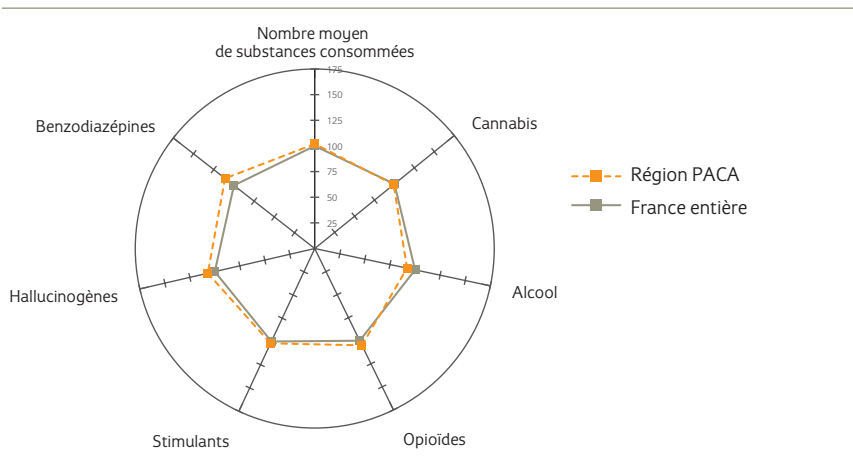 Nombre moyen
de substances consommées
175
150
125
100
75
50
25
Cannabis
Alcool
Opioïdes
Stimulants
Hallucinogènes
Benzodiazépines
Région PACA
France entière